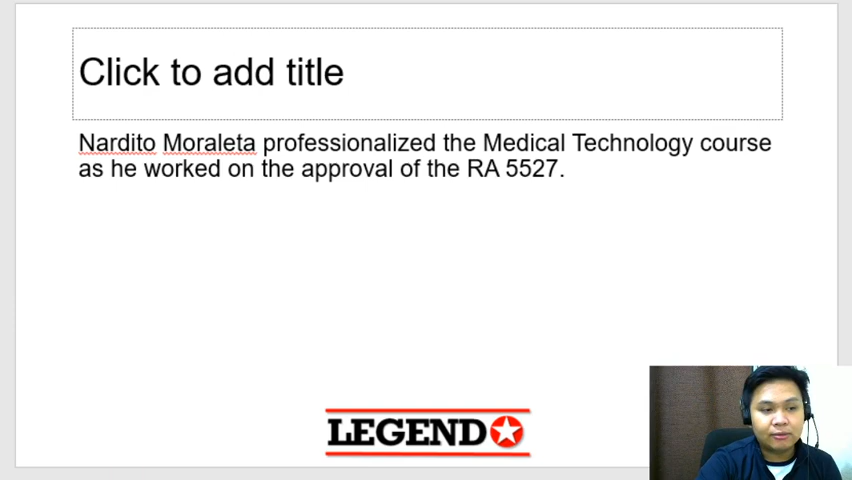 Click to add title
Nardito Moraleta professionalized the Medical Technology course
as he worked on the approval of the RA 5527.
LEGEND